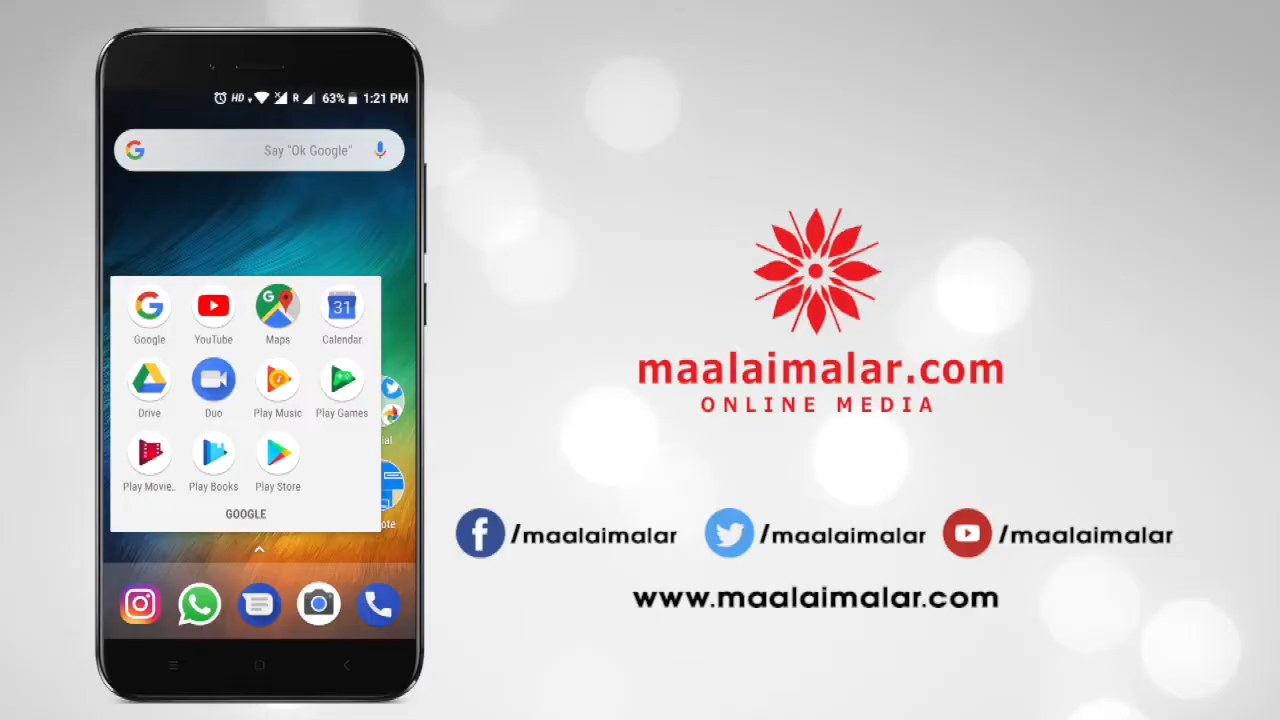 HD R 63% 1:21 PM
Say "Ok Google"
Google YouTube Maps Calendar
31
Drive Duo Play Music Play Games
Play Movie.. Play Books Play Store
GOOGLE
maalaimalar.com
ONLINE MEDIA
/maalaimalar /maalaimalar /maalaimalar
www.maalaimalar.com